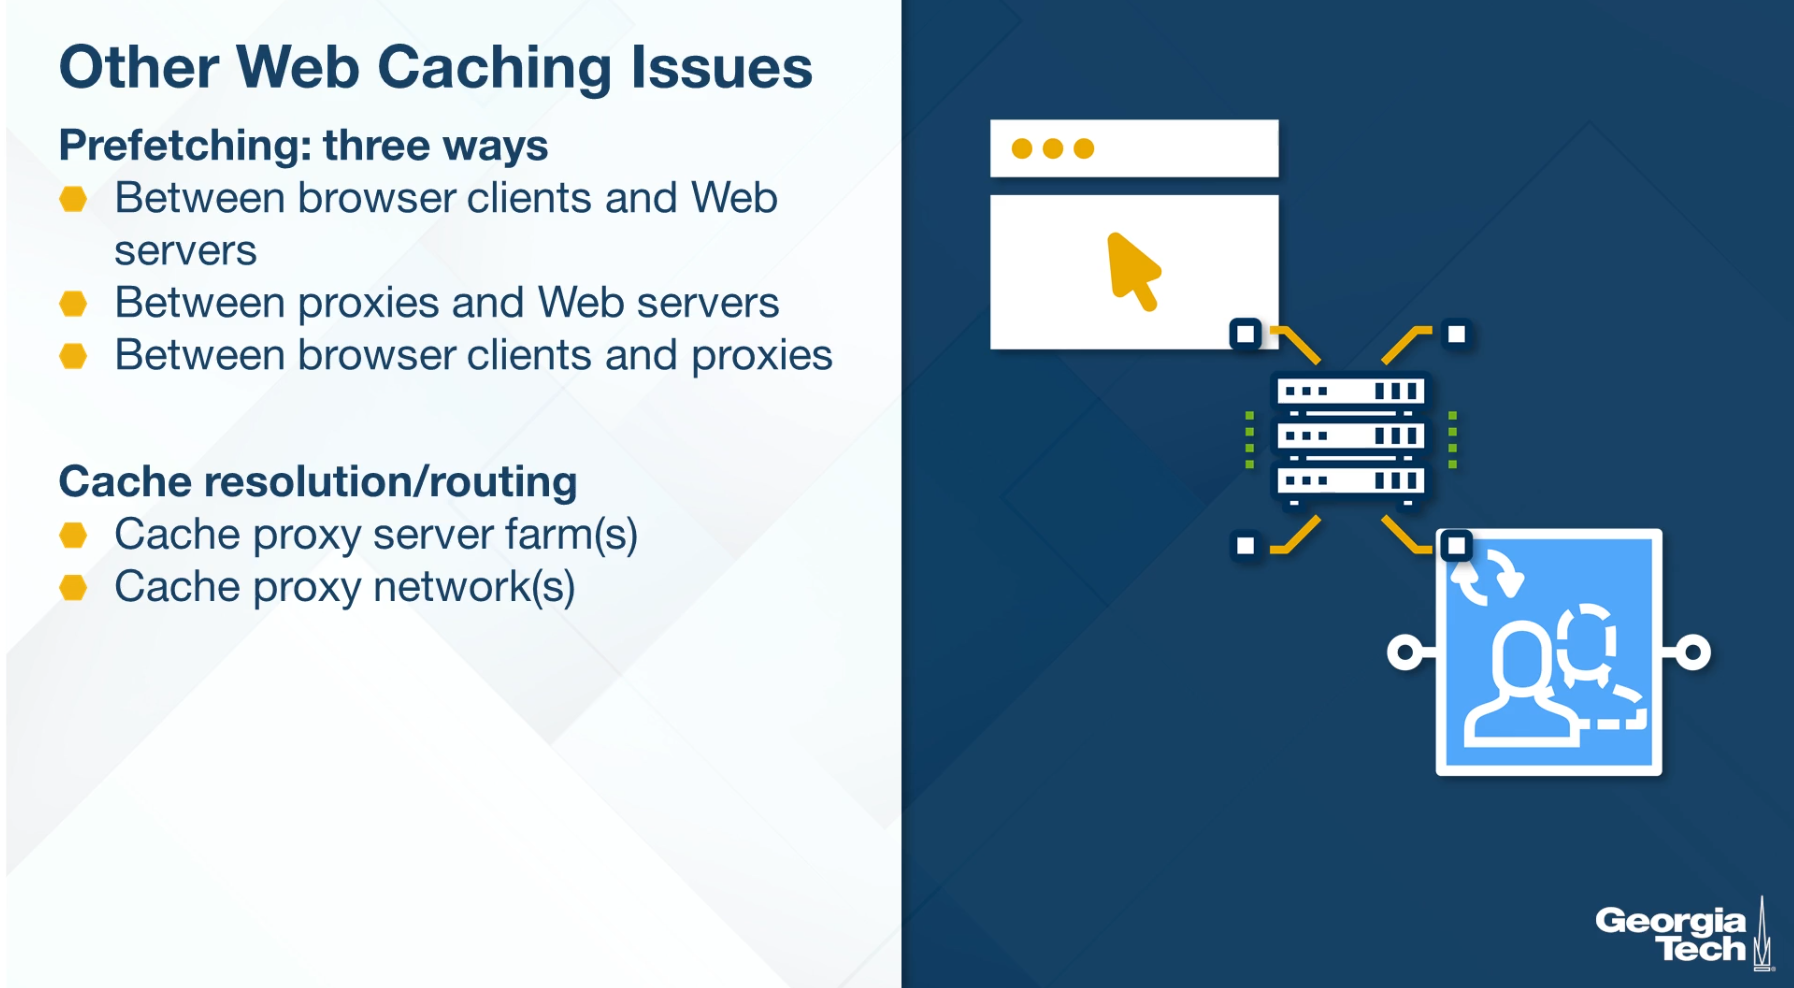 Other Web Caching Issues
Prefetching: three ways
Between browser clients and Web
servers
Between proxies and Web servers
Between browser clients and proxies
Cache resolution/routing
Cache proxy server farm(s)
Cache proxy network(s)
Georgia
Tech